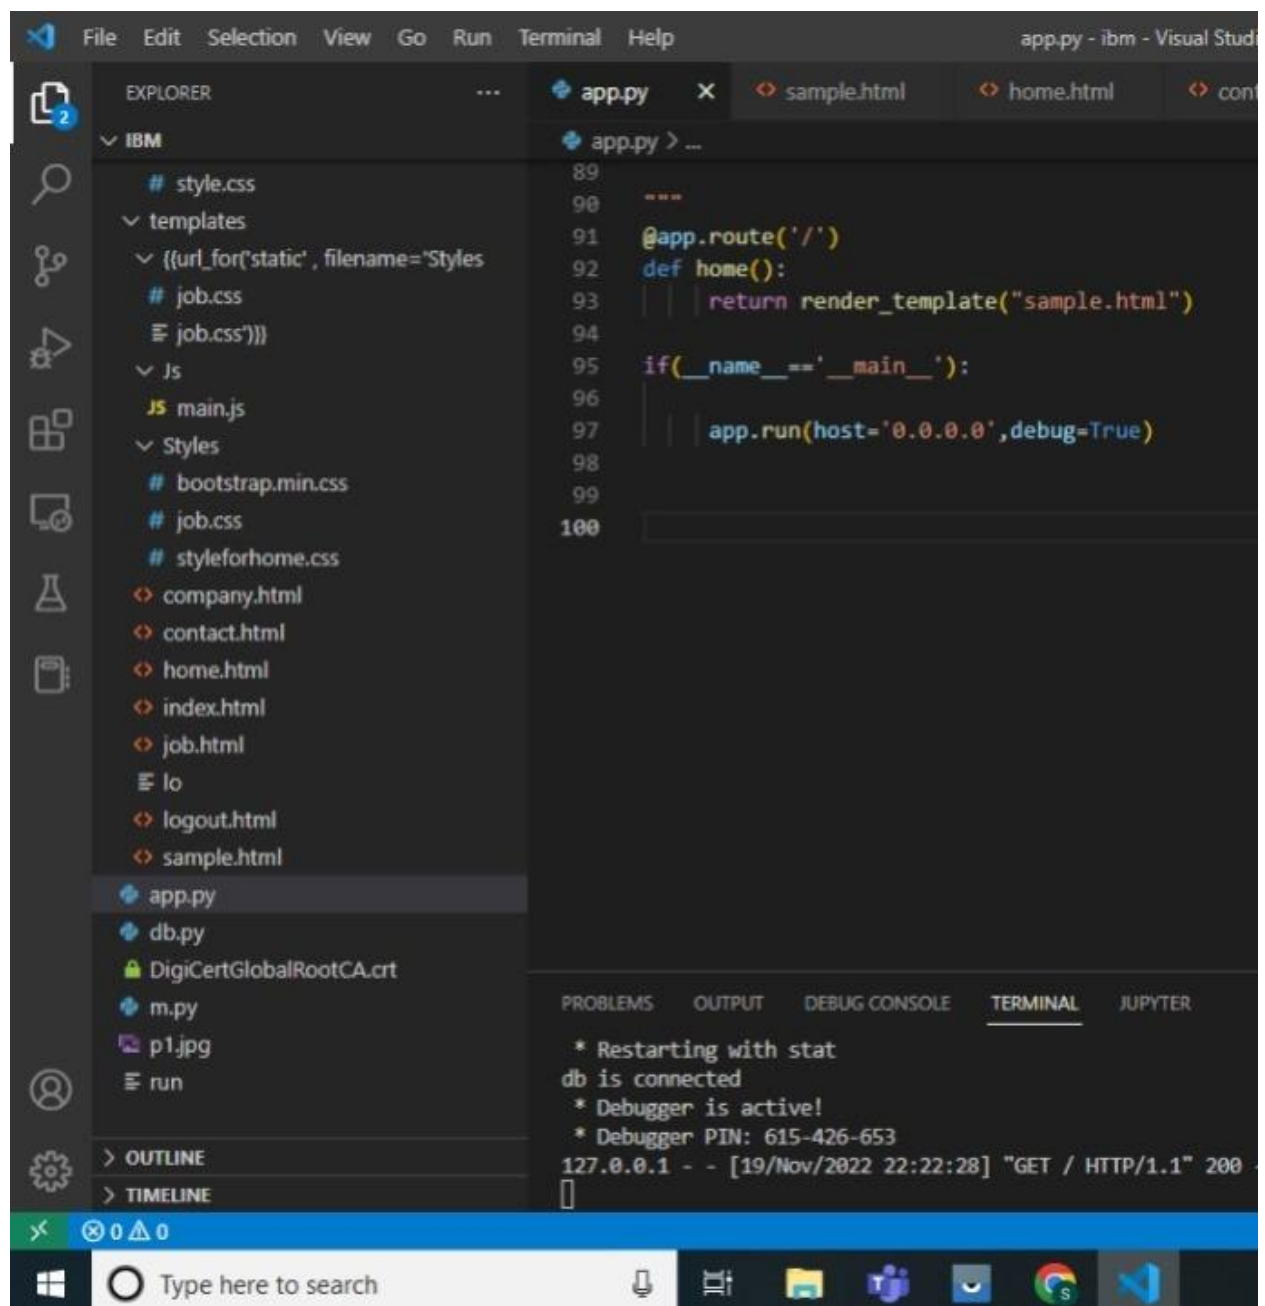 File Edit Selection View Go Run Terminal Help app.py - ibm - Visual Studi
EXPLORER ...
app.py × sample.html home.html cont
IBM
app.py > ...
# style.css
templates
{{url_for('static' , filename='Styles
# job.css
job.css')}}
Js
JS main.js
Styles
# bootstrap.min.css
# job.css
# styleforhome.css
<> company.html
<> contact.html
<> home.html
<> index.html
<> job.html
lo
<> logout.html
<> sample.html
app.py
db.py
DigiCertGlobalRootCA.crt
m.py
p1.jpg
run
OUTLINE
TIMELINE
2
89
90 """
91 @app.route('/')
92 def home():
93 return render_template("sample.html")
94
95 if(__name__=='__main__'):
96
97 app.run(host='0.0.0.0',debug=True)
98
99
100
PROBLEMS OUTPUT DEBUG CONSOLE TERMINAL JUPYTER
* Restarting with stat
db is connected
* Debugger is active!
* Debugger PIN: 615-426-653
127.0.0.1 - - [19/Nov/2022 22:22:28] "GET / HTTP/1.1" 200 -
0 0
Type here to search